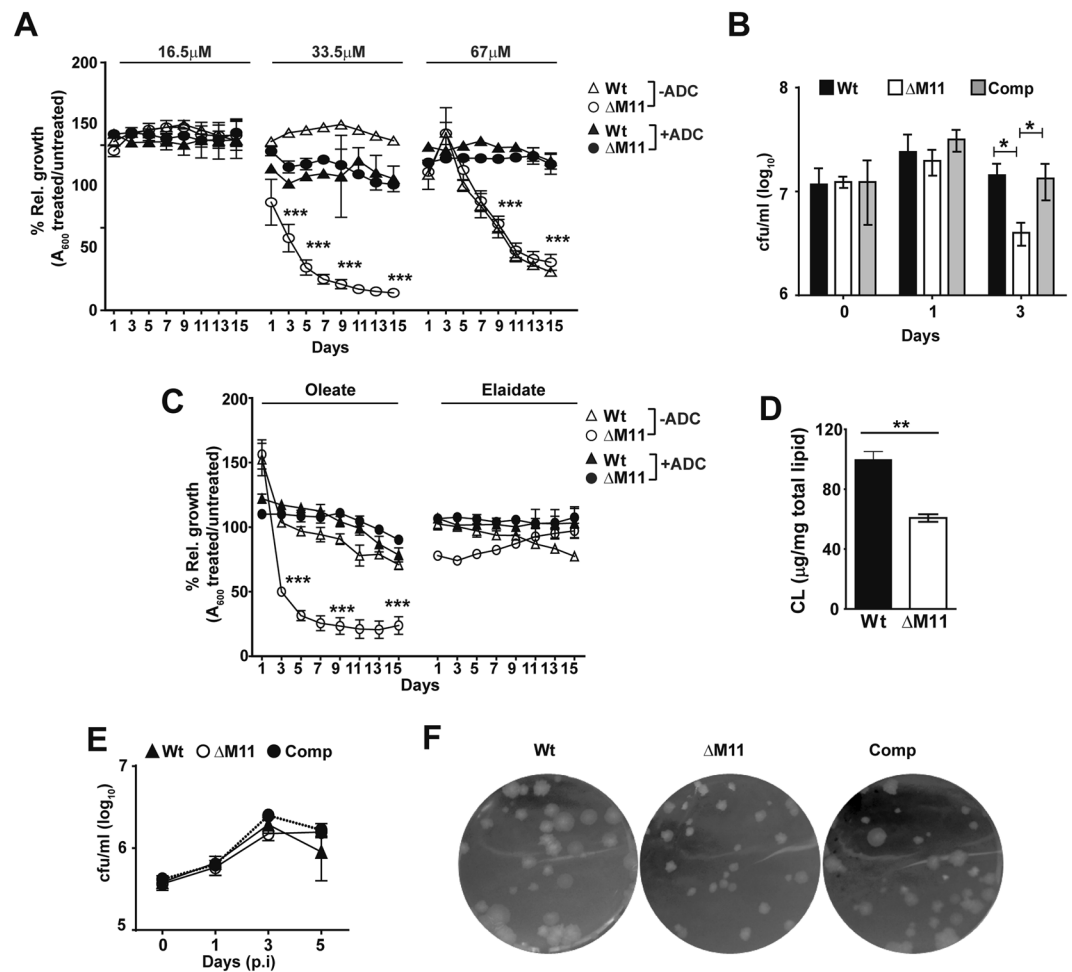 A
16.5μM 33.5μM 67μM
% Rel. growth
(A600 treated/untreated)
200
150
100
50
0
1 3 5 7 9 11 13 15 1 3 5 7 9 11 13 15 1 3 5 7 9 11 13 15
Days
*** *** *** *** *** ***
Wt
ΔM11
-ADC
Wt
ΔM11
+ADC
B
Wt ΔM11 Comp
cfu/ml (log10)
8
7
6
* *
0 1 3
Days
C
Oleate Elaidate
% Rel. growth
(A600 treated/untreated)
200
150
100
50
0
*** *** ***
1 3 5 7 9 11 13 15 1 3 5 7 9 11 13 15
Days
Wt
ΔM11
-ADC
Wt
ΔM11
+ADC
D
CL (μg/mg total lipid)
120
90
60
30
0
**
Wt ΔM11
E
Wt ΔM11 Comp
cfu/ml (log10)
7
6
5
0 1 3 5
Days (p.i)
F
Wt ΔM11 Comp